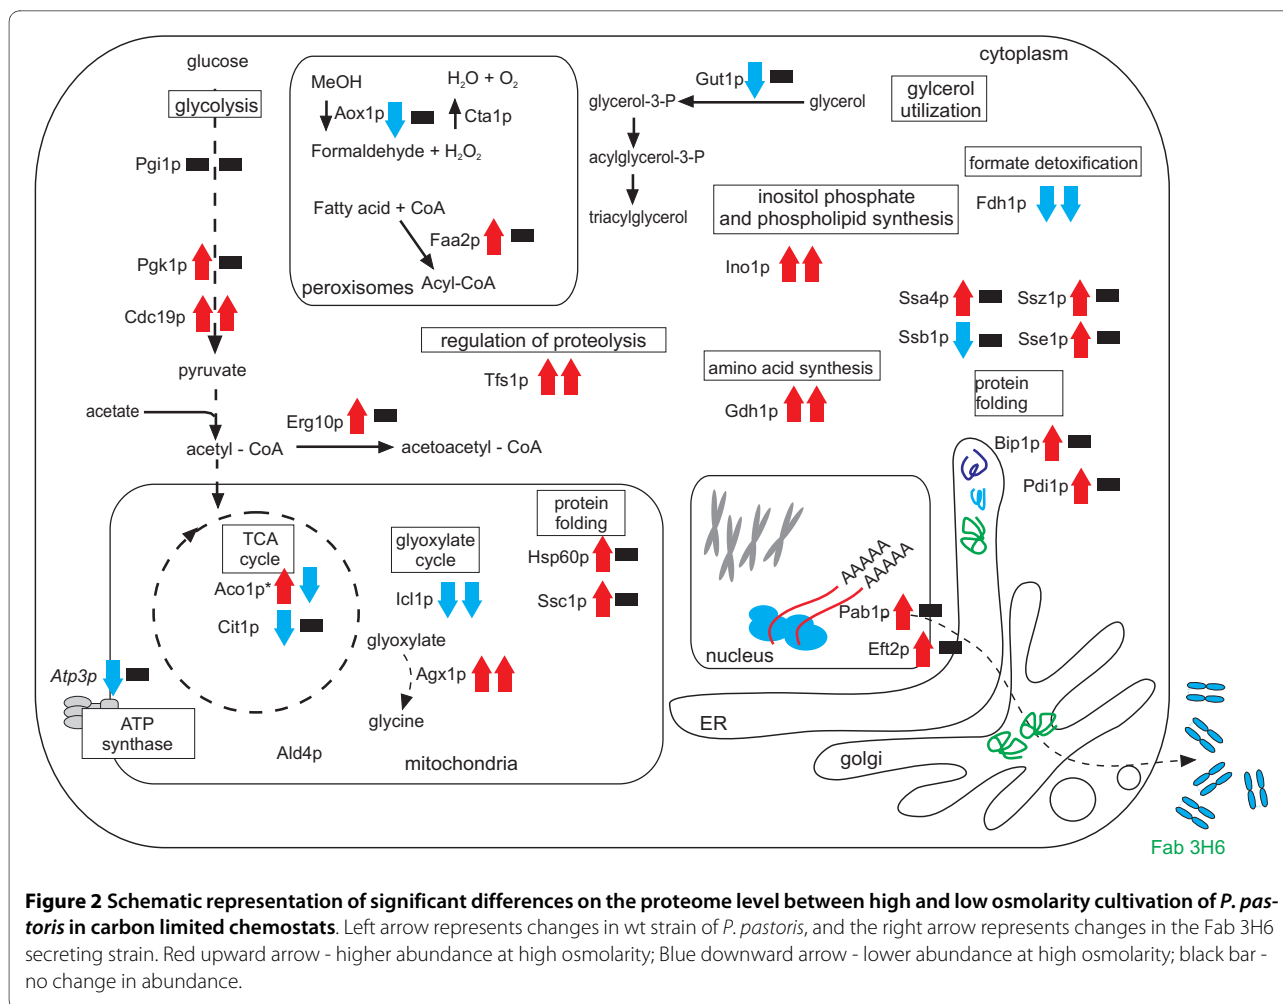 cytoplasm
glucose
glycolysis
Pgi1p
Pgk1p
Cdc19p
pyruvate
acetate
acetyl - CoA
Erg10p
acetoacetyl - CoA
MeOH
H₂O + O₂
Aox1p
Cta1p
Formaldehyde + H₂O₂
Fatty acid + CoA
Faa2p
Acyl-CoA
peroxisomes
Gut1p
glycerol-3-P
glycerol
acylglycerol-3-P
triacylglycerol
gylcerol
utilization
formate detoxification
Fdh1p
inositol phosphate
and phospholipid synthesis
Ino1p
Ssa4p
Ssz1p
Ssb1p
Sse1p
regulation of proteolysis
Tfs1p
amino acid synthesis
Gdh1p
protein
folding
Bip1p
Pdi1p
TCA
cycle
Aco1p*
Cit1p
glyoxylate
cycle
Icl1p
glyoxylate
Agx1p
glycine
protein
folding
Hsp60p
Ssc1p
Atp3p
ATP
synthase
Ald4p
mitochondria
AAAAA
AAAAA
Pab1p
Eft2p
nucleus
ER
golgi
Fab 3H6
Figure 2 Schematic representation of significant differences on the proteome level between high and low osmolarity cultivation of P. pas-
toris in carbon limited chemostats. Left arrow represents changes in wt strain of P. pastoris, and the right arrow represents changes in the Fab 3H6
secreting strain. Red upward arrow - higher abundance at high osmolarity; Blue downward arrow - lower abundance at high osmolarity; black bar -
no change in abundance.